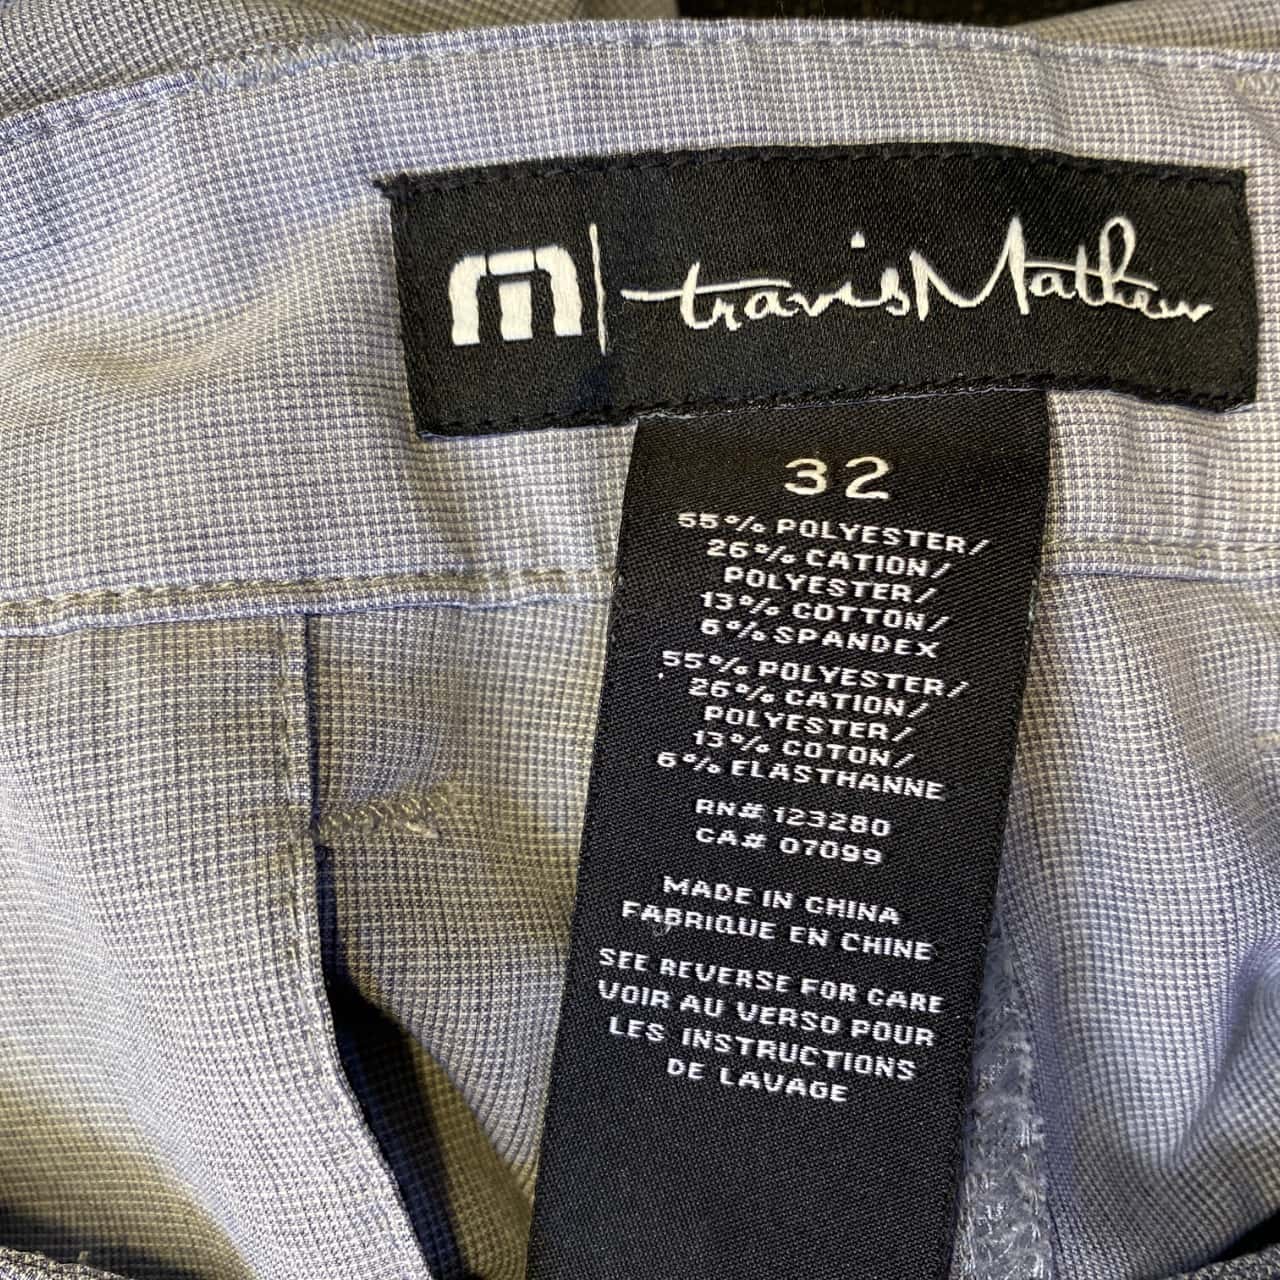 travisMathew
32
55% POLYESTER/
26% CATION/
POLYESTER/
13% COTTON/
6% SPANDEX
55% POLYESTER/
26% CATION/
POLYESTER/
13% COTON/
6% ELASTHANNE
RN# 123280
CA# 07099
MADE IN CHINA
FABRIQUE EN CHINE
SEE REVERSE FOR CARE
VOIR AU VERSO POUR
LES INSTRUCTIONS
DE LAVAGE